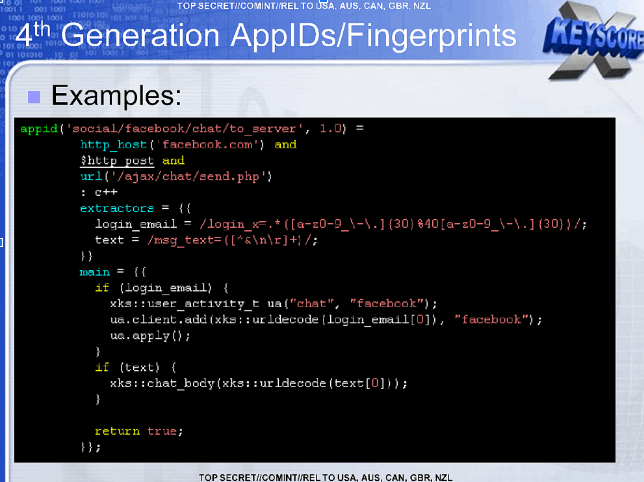 TOP SECRET//COMINT//REL TO USA, AUS, CAN, GBR, NZL
4th Generation AppIDs/Fingerprints
KEYSCORE
X
Examples:
appid('social/facebook/chat/to_server', 1.0) =
http_host('facebook.com') and
$http_post and
url('/ajax/chat/send.php')
: c++
extractors = {{
login_email = /login_x=.*([a-z0-9_\-\.]{30}%40[a-z0-9_\-\.]{30})/;
text = /msg_text=([^&\n\r]+)/;
}}
main = {{
if (login_email) {
xks::user_activity_t ua("chat", "facebook");
ua.client.add(xks::urldecode(login_email[0]), "facebook");
ua.apply();
}
if (text) {
xks::chat_body(xks::urldecode(text[0]));
}
return true;
}};
TOP SECRET//COMINT//REL TO USA, AUS, CAN, GBR, NZL